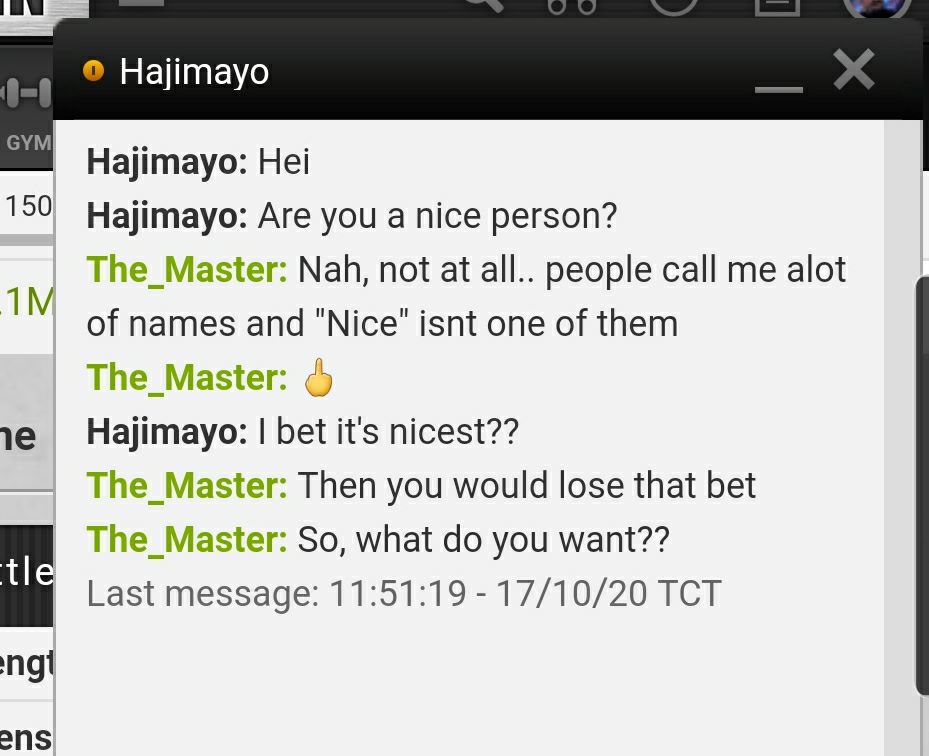 IN
Hajimayo
GYM
150
.1M
ne
ttle
engt
ens
Hajimayo: Hei
Hajimayo: Are you a nice person?
The_Master: Nah, not at all.. people call me alot
of names and "Nice" isnt one of them
The_Master: 🖕
Hajimayo: I bet it's nicest??
The_Master: Then you would lose that bet
The_Master: So, what do you want??
Last message: 11:51:19 - 17/10/20 TCT